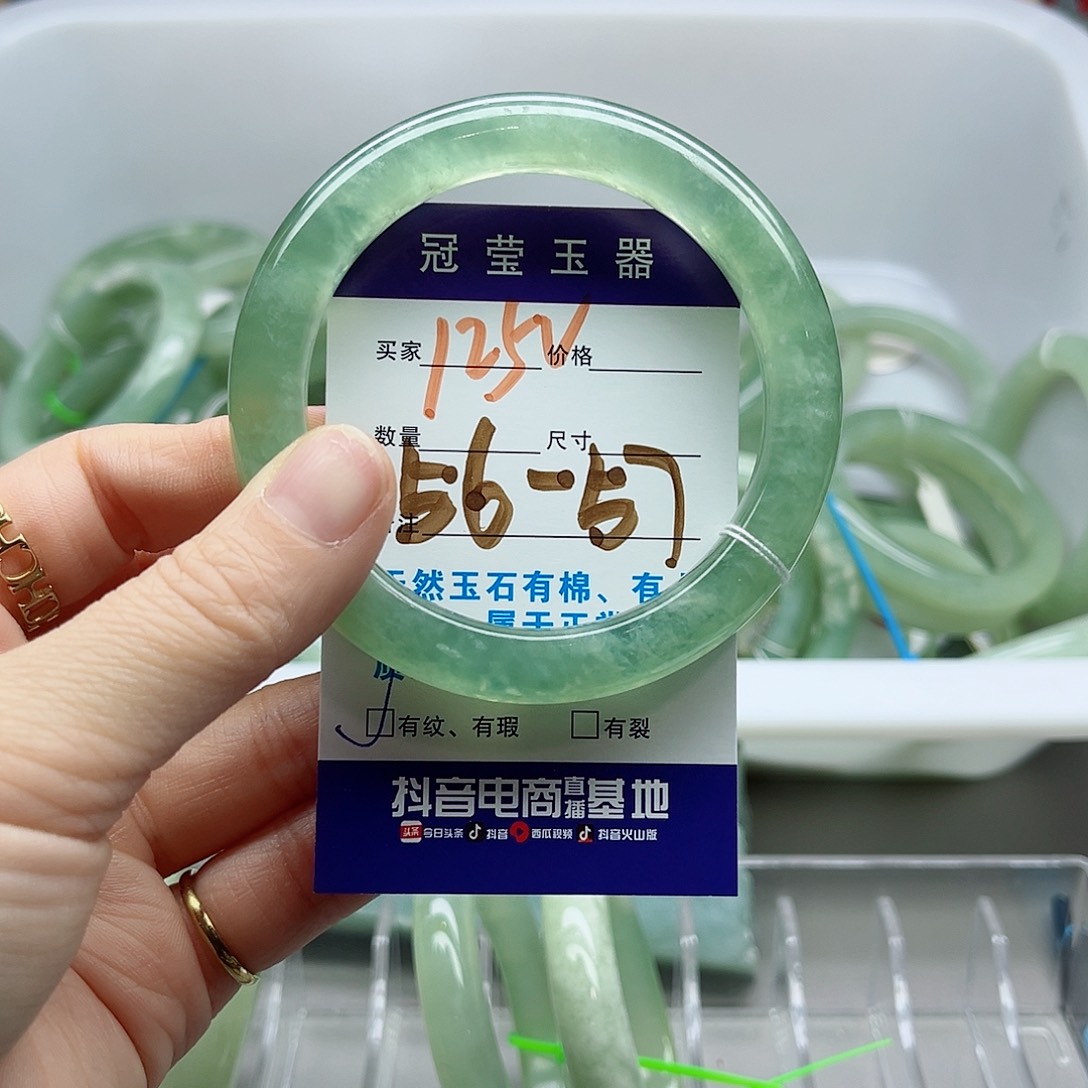 冠莹玉器
买家 价格
125
数量 尺寸
56-57
然玉石有棉、有
□有纹、有瑕 □有裂
抖音电商直播基地
头条 今日头条 抖音 西瓜视频 抖音火山版